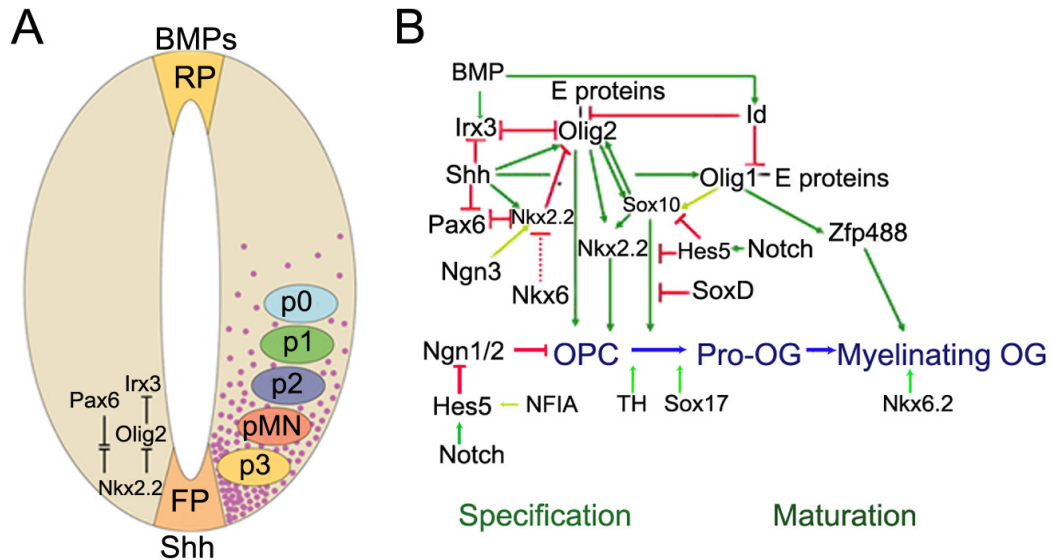 A
BMPs
RP
p0
p1
p2
pMN
p3
Irx3
Pax6
Olig2
Nkx2.2
FP
Shh
B
BMP
E proteins
Id
Irx3
Olig2
Shh
Olig1
E proteins
Pax6
Nkx2.2
Sox10
Nkx2.2
Hes5
Notch
Zfp488
Ngn3
Nkx6
SoxD
Ngn1/2
OPC
Pro-OG
Myelinating OG
Hes5
NFIA
TH
Sox17
Nkx6.2
Notch
Specification
Maturation